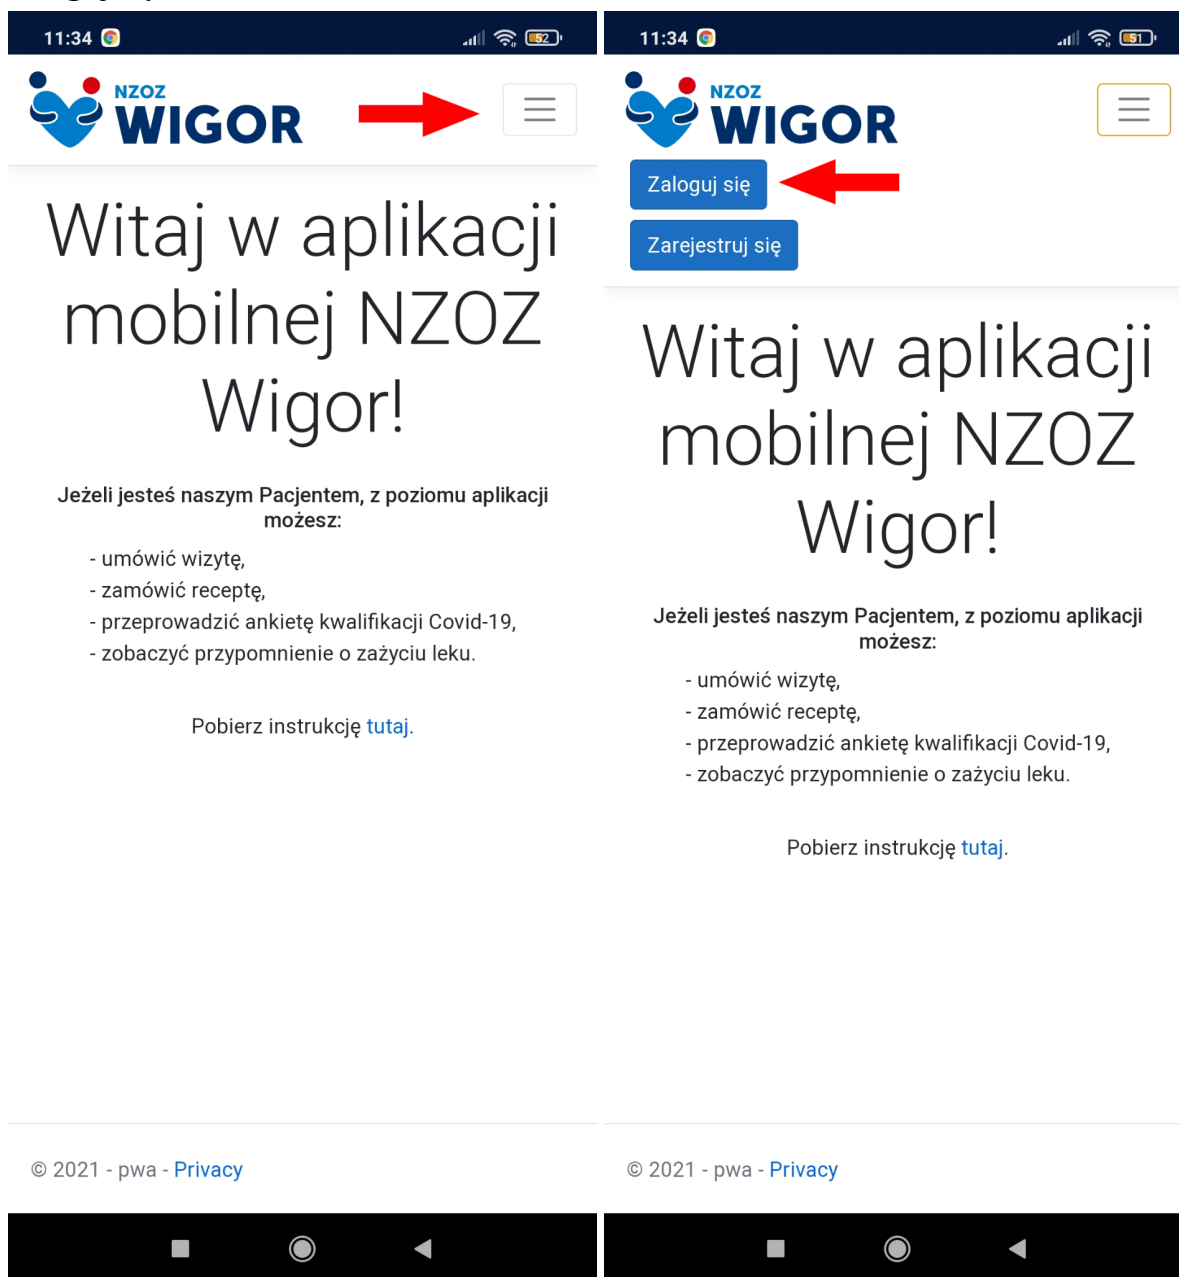 11:34
52
NZOZ
WIGOR
Witaj w aplikacji
mobilnej NZOZ
Wigor!
Jeżeli jesteś naszym Pacjentem, z poziomu aplikacji
możesz:
- umówić wizytę,
- zamówić receptę,
- przeprowadzić ankietę kwalifikacji Covid-19,
- zobaczyć przypomnienie o zażyciu leku.
Pobierz instrukcję tutaj.
© 2021 - pwa - Privacy
11:34
51
NZOZ
WIGOR
Zaloguj się
Zarejestruj się
Witaj w aplikacji
mobilnej NZOZ
Wigor!
Jeżeli jesteś naszym Pacjentem, z poziomu aplikacji
możesz:
- umówić wizytę,
- zamówić receptę,
- przeprowadzić ankietę kwalifikacji Covid-19,
- zobaczyć przypomnienie o zażyciu leku.
Pobierz instrukcję tutaj.
© 2021 - pwa - Privacy